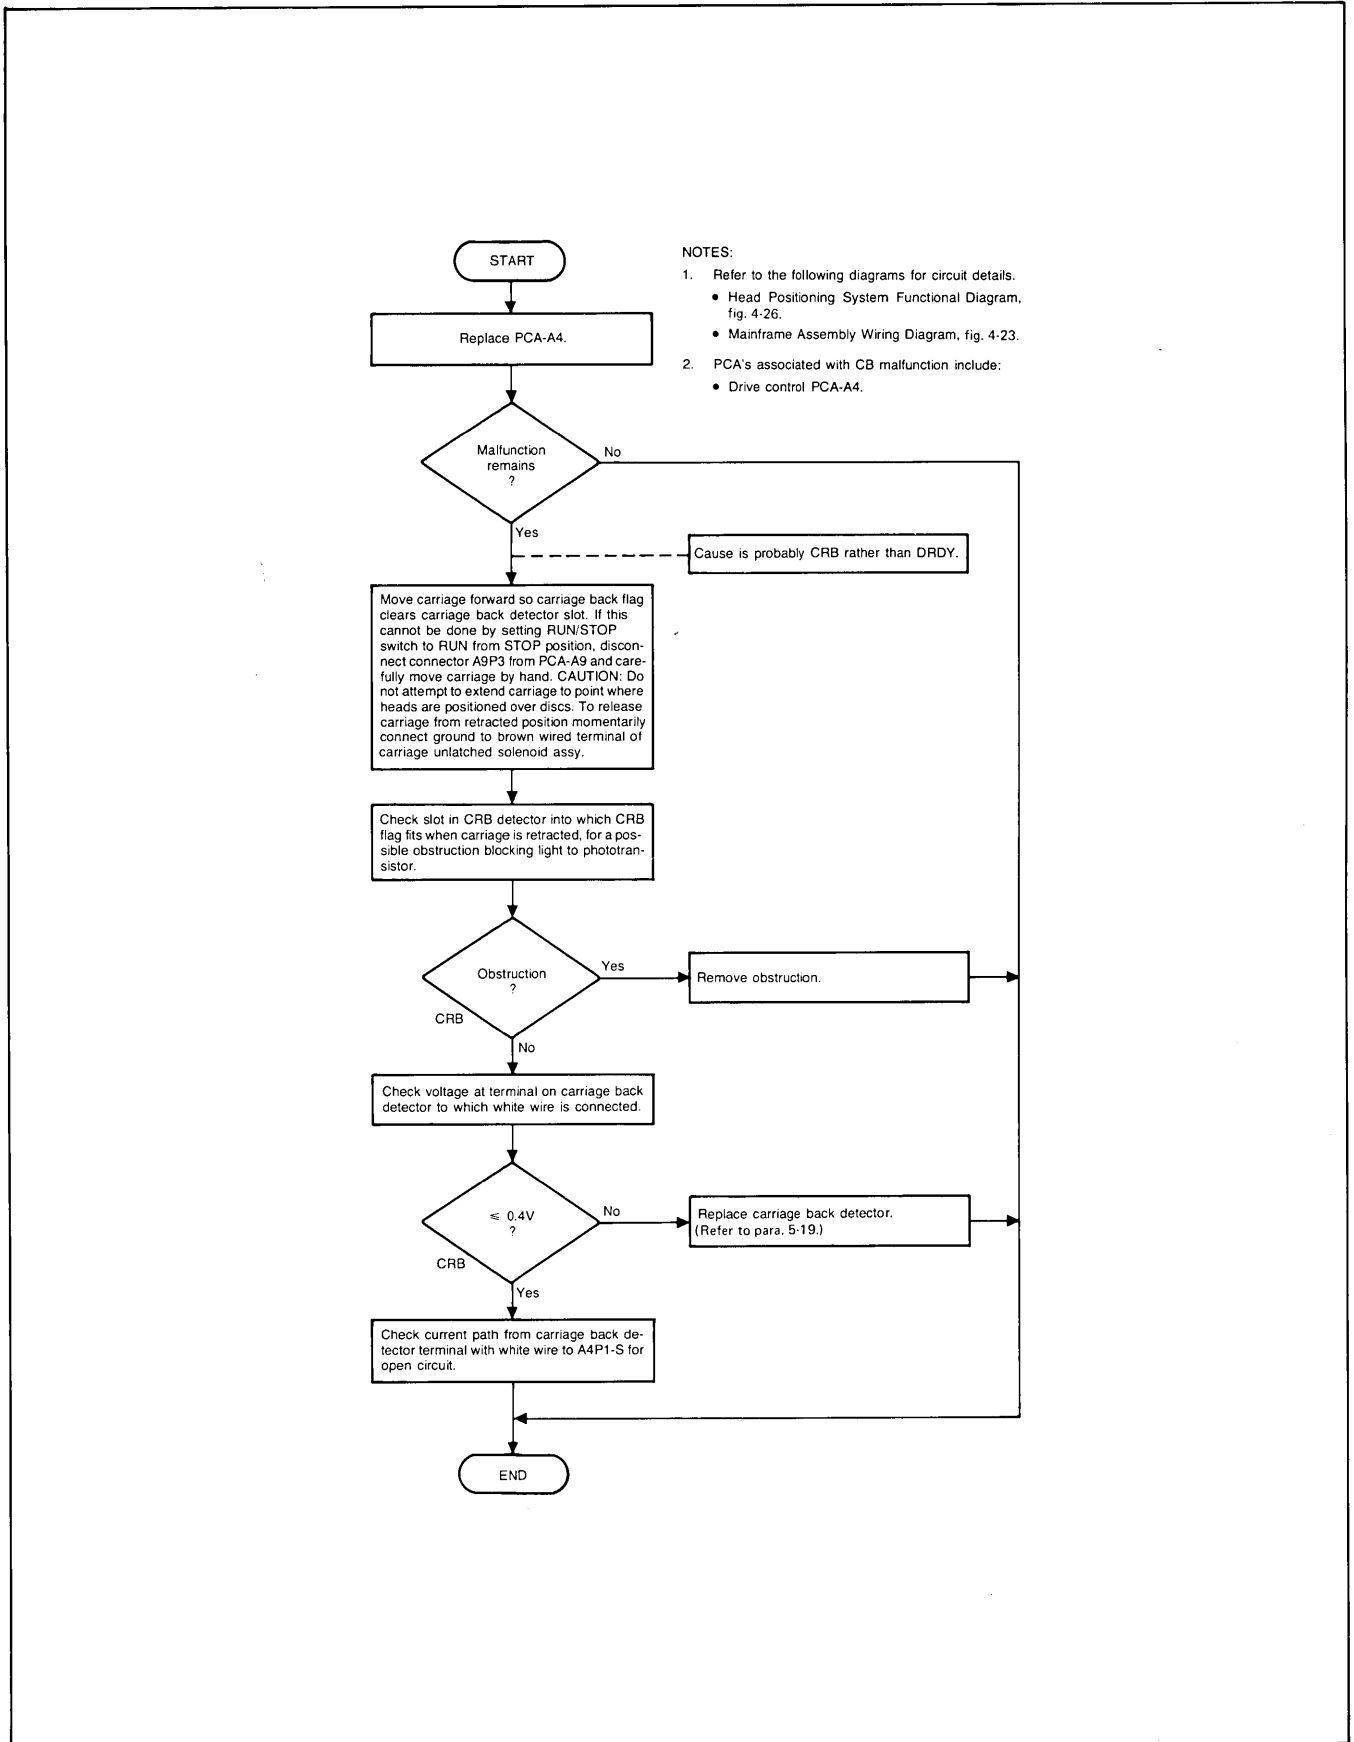 START
NOTES:
1. Refer to the following diagrams for circuit details.
• Head Positioning System Functional Diagram,
fig. 4-26.
• Mainframe Assembly Wiring Diagram, fig. 4-23.
2. PCA's associated with CB malfunction include:
• Drive control PCA-A4.
Replace PCA-A4.
Malfunction
remains
?
No
Yes
Cause is probably CRB rather than DRDY.
Move carriage forward so carriage back flag
clears carriage back detector slot. If this
cannot be done by setting RUN/STOP
switch to RUN from STOP position, discon-
nect connector A9P3 from PCA-A9 and care-
fully move carriage by hand. CAUTION: Do
not attempt to extend carriage to point where
heads are positioned over discs. To release
carriage from retracted position momentarily
connect ground to brown wired terminal of
carriage unlatched solenoid assy.
Check slot in CRB detector into which CRB
flag fits when carriage is retracted, for a pos-
sible obstruction blocking light to phototran-
sistor.
Obstruction
?
Yes
Remove obstruction.
CRB
No
Check voltage at terminal on carriage back
detector to which white wire is connected.
≤ 0.4V
?
No
Replace carriage back detector.
(Refer to para. 5-19.)
CRB
Yes
Check current path from carriage back de-
tector terminal with white wire to A4P1-S for
open circuit.
END